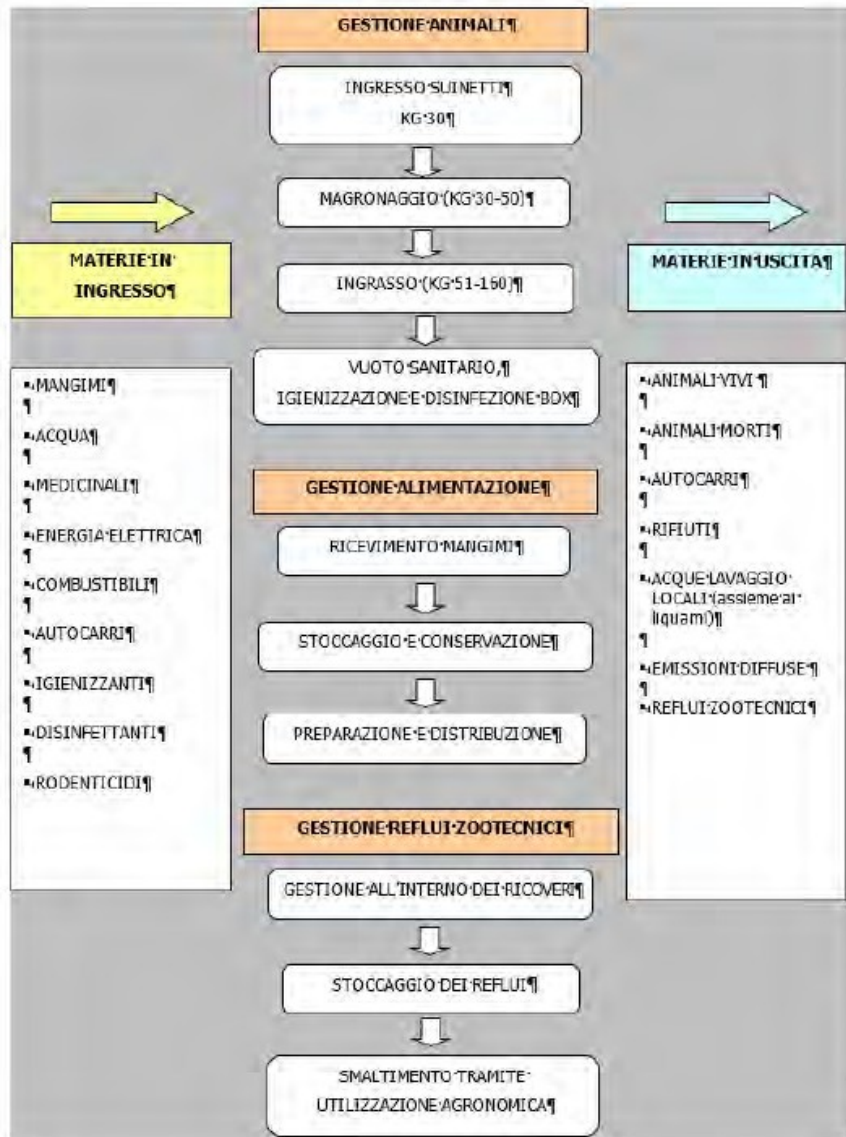 GESTIONE·ANIMALI¶
INGRESSO·SUINETTI¶
KG·30¶
MAGRONAGGIO·(KG·30-50)¶
INGRASSO·(KG·51-160)¶
VUOTO·SANITARIO,¶
IGIENIZZAZIONE·E·DISINFEZIONE·BOX¶
MATERIE·IN·
INGRESSO¶
▪MANGIMI¶
¶
▪ACQUA¶
¶
▪MEDICINALI¶
¶
▪ENERGIA·ELETTRICA¶
¶
▪COMBUSTIBILI¶
¶
▪AUTOCARRI¶
¶
▪IGIENIZZANTI¶
¶
▪DISINFETTANTI¶
¶
▪RODENTICIDI¶
GESTIONE·ALIMENTAZIONE¶
RICEVIMENTO·MANGIMI¶
STOCCAGGIO·E·CONSERVAZIONE¶
PREPARAZIONE·E·DISTRIBUZIONE¶
GESTIONE·REFLUI·ZOOTECNICI¶
GESTIONE·ALL'INTERNO·DEI·RICOVERI¶
STOCCAGGIO·DEI·REFLUI¶
SMALTIMENTO·TRAMITE·
UTILIZZAZIONE·AGRONOMICA¶
MATERIE·IN·USCITA¶
▪ANIMALI·VIVI·¶
¶
▪ANIMALI·MORTI¶
¶
▪AUTOCARRI¶
¶
▪RIFIUTI¶
¶
▪ACQUE·LAVAGGIO·
LOCALI·(assieme·ai·
liquami)¶
¶
▪EMISSIONI·DIFFUSE¶
¶
▪REFLUI·ZOOTECNICI¶